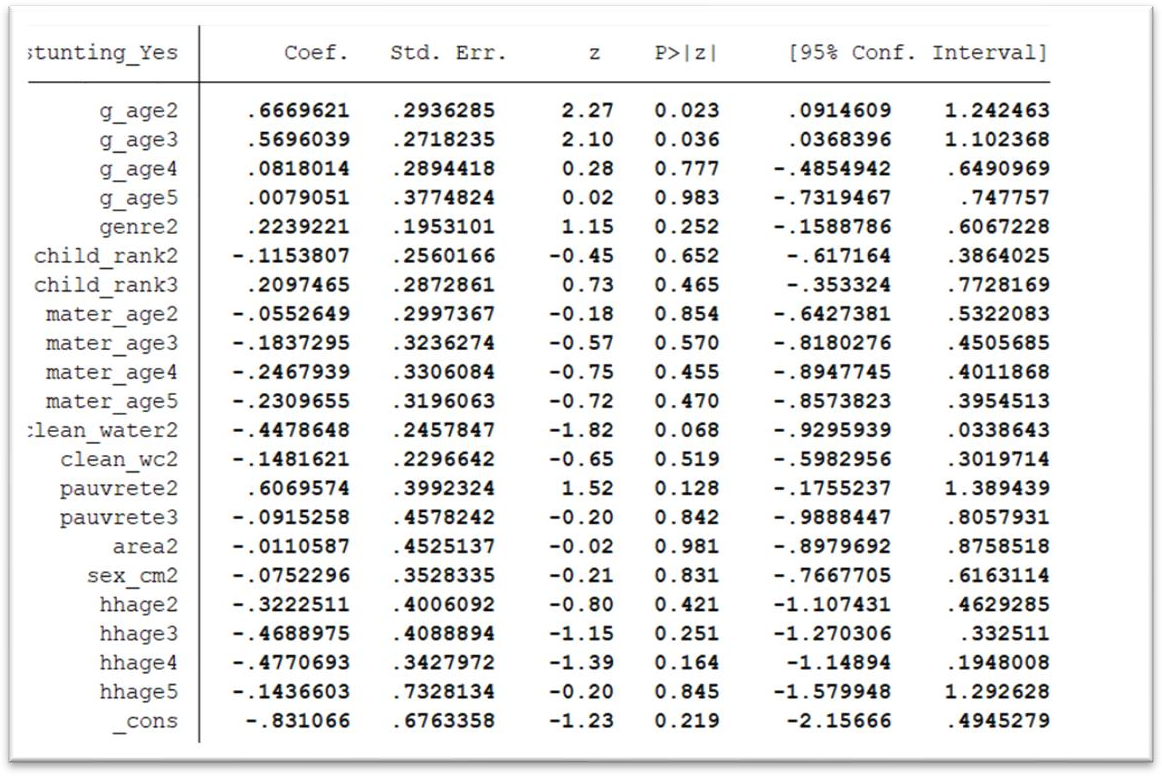 stunting_Yes Coef. Std. Err. z P>|z| [95% Conf. Interval]
g_age2 .6669621 .2936285 2.27 0.023 .0914609 1.242463
g_age3 .5696039 .2718235 2.10 0.036 .0368396 1.102368
g_age4 .0818014 .2894418 0.28 0.777 -.4854942 .6490969
g_age5 .0079051 .3774824 0.02 0.983 -.7319467 .747757
genre2 .2239221 .1953101 1.15 0.252 -.1588786 .6067228
child_rank2 -.1153807 .2560166 -0.45 0.652 -.617164 .3864025
child_rank3 .2097465 .2872861 0.73 0.465 -.353324 .7728169
mater_age2 -.0552649 .2997367 -0.18 0.854 -.6427381 .5322083
mater_age3 -.1837295 .3236274 -0.57 0.570 -.8180276 .4505685
mater_age4 -.2467939 .3306084 -0.75 0.455 -.8947745 .4011868
mater_age5 -.2309655 .3196063 -0.72 0.470 -.8573823 .3954513
clean_water2 -.4478648 .2457847 -1.82 0.068 -.9295939 .0338643
clean_wc2 -.1481621 .2296642 -0.65 0.519 -.5982956 .3019714
pauvrete2 .6069574 .3992324 1.52 0.128 -.1755237 1.389439
pauvrete3 -.0915258 .4578242 -0.20 0.842 -.9888447 .8057931
area2 -.0110587 .4525137 -0.02 0.981 -.8979692 .8758518
sex_cm2 -.0752296 .3528335 -0.21 0.831 -.7667705 .6163114
hhage2 -.3222511 .4006092 -0.80 0.421 -1.107431 .4629285
hhage3 -.4688975 .4088894 -1.15 0.251 -1.270306 .332511
hhage4 -.4770693 .3427972 -1.39 0.164 -1.14894 .1948008
hhage5 -.1436603 .7328134 -0.20 0.845 -1.579948 1.292628
_cons -.831066 .6763358 -1.23 0.219 -2.15666 .4945279